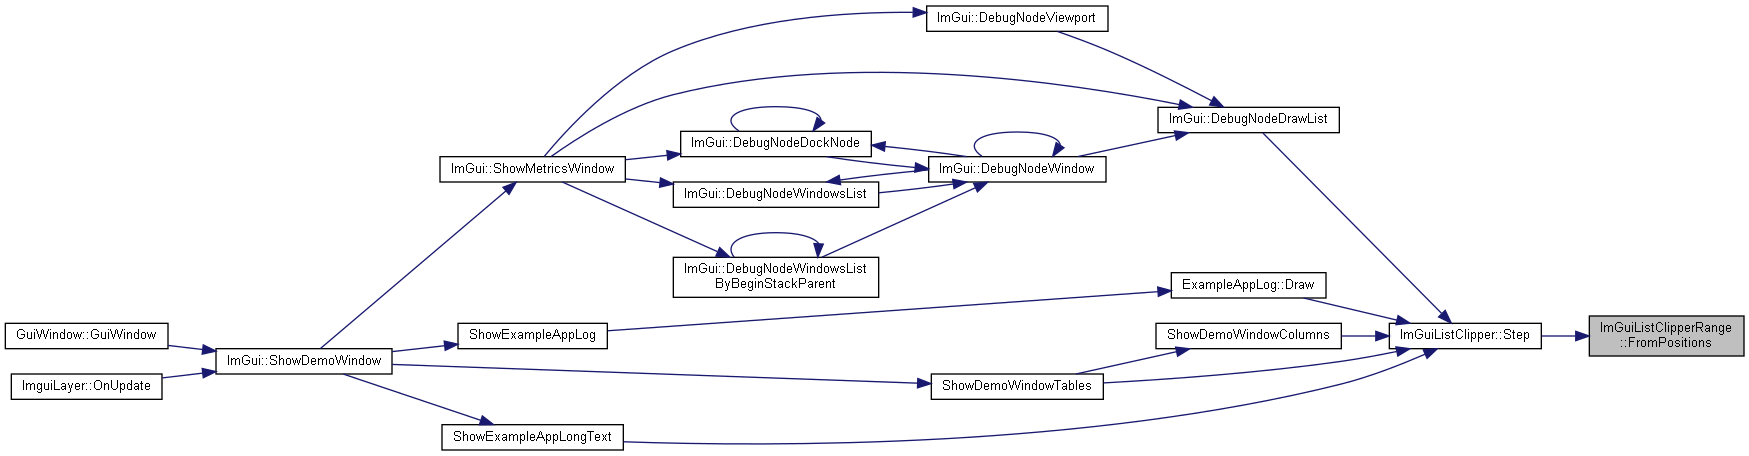 ImGui::DebugNodeViewport
ImGui::DebugNodeDrawList
ImGui::DebugNodeDockNode
ImGui::ShowMetricsWindow
ImGui::DebugNodeWindow
ImGui::DebugNodeWindowsList
ImGui::DebugNodeWindowsList
ByBeginStackParent
ExampleAppLog::Draw
GuiWindow::GuiWindow
ShowExampleAppLog
ShowDemoWindowColumns
ImGuiListClipper::Step
ImGuiListClipperRange
::FromPositions
ImGui::ShowDemoWindow
ImguiLayer::OnUpdate
ShowDemoWindowTables
ShowExampleAppLongText